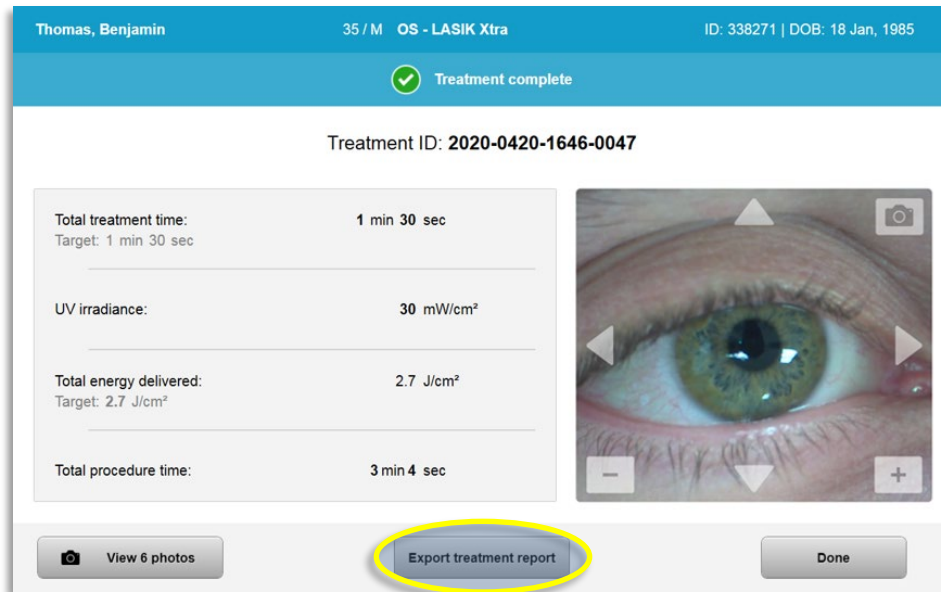 Thomas, Benjamin 35 / M OS - LASIK Xtra ID: 338271 | DOB: 18 Jan, 1985
Treatment complete
Treatment ID: 2020-0420-1646-0047
Total treatment time: 1 min 30 sec
Target: 1 min 30 sec
UV irradiance: 30 mW/cm²
Total energy delivered: 2.7 J/cm²
Target: 2.7 J/cm²
Total procedure time: 3 min 4 sec
View 6 photos Export treatment report Done